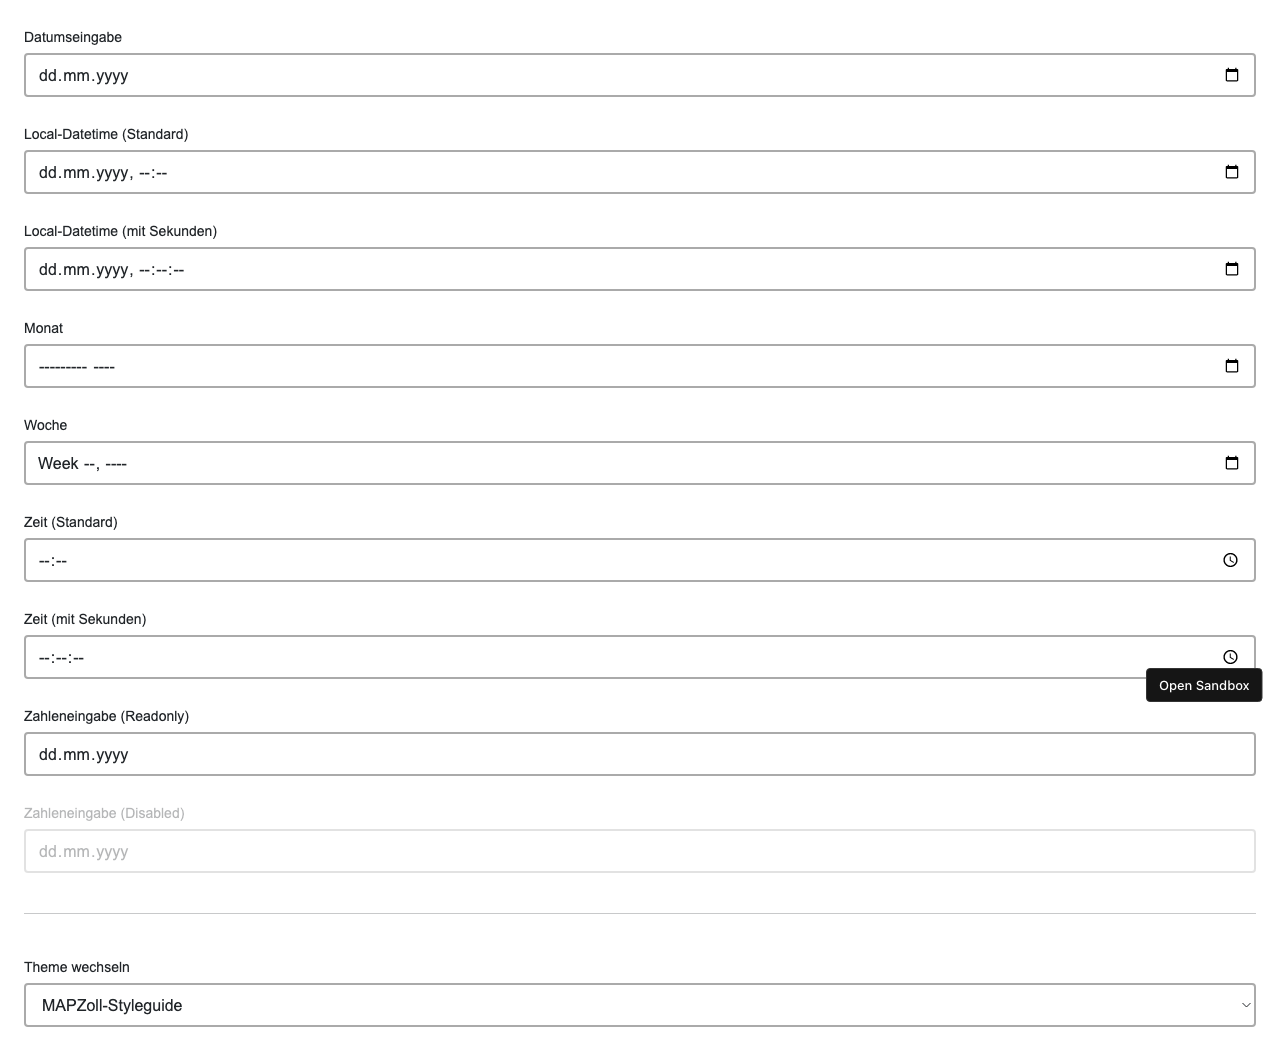 Datumseingabe
dd.mm.yyyy
Local-Datetime (Standard)
dd.mm.yyyy, --:--
Local-Datetime (mit Sekunden)
dd.mm.yyyy, --:--:--
Monat
--------- ----
Woche
Week --, ----
Zeit (Standard)
--:--
Zeit (mit Sekunden)
--:--:--
Open Sandbox
Zahleneingabe (Readonly)
dd.mm.yyyy
Zahleneingabe (Disabled)
dd.mm.yyyy
Theme wechseln
MAPZoll-Styleguide